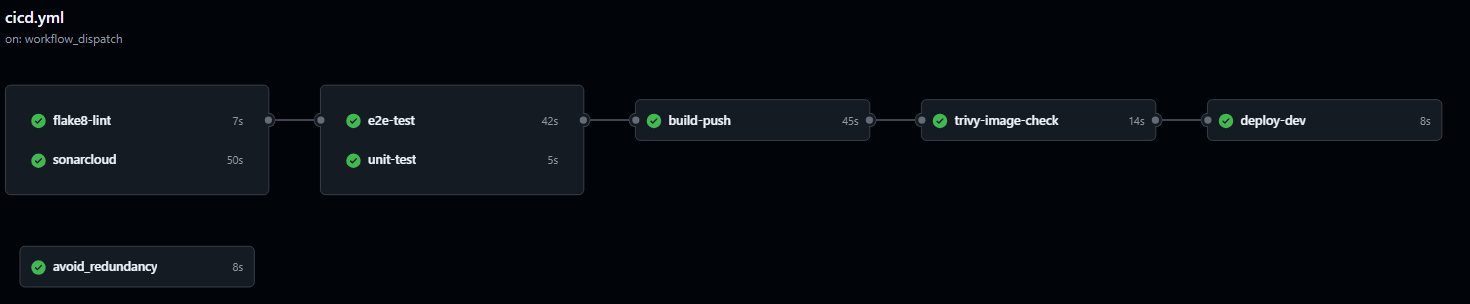 cicd.yml
on: workflow_dispatch
flake8-lint 7s
sonarcloud 50s
e2e-test 42s
unit-test 5s
build-push 45s
trivy-image-check 14s
deploy-dev 8s
avoid_redundancy 8s